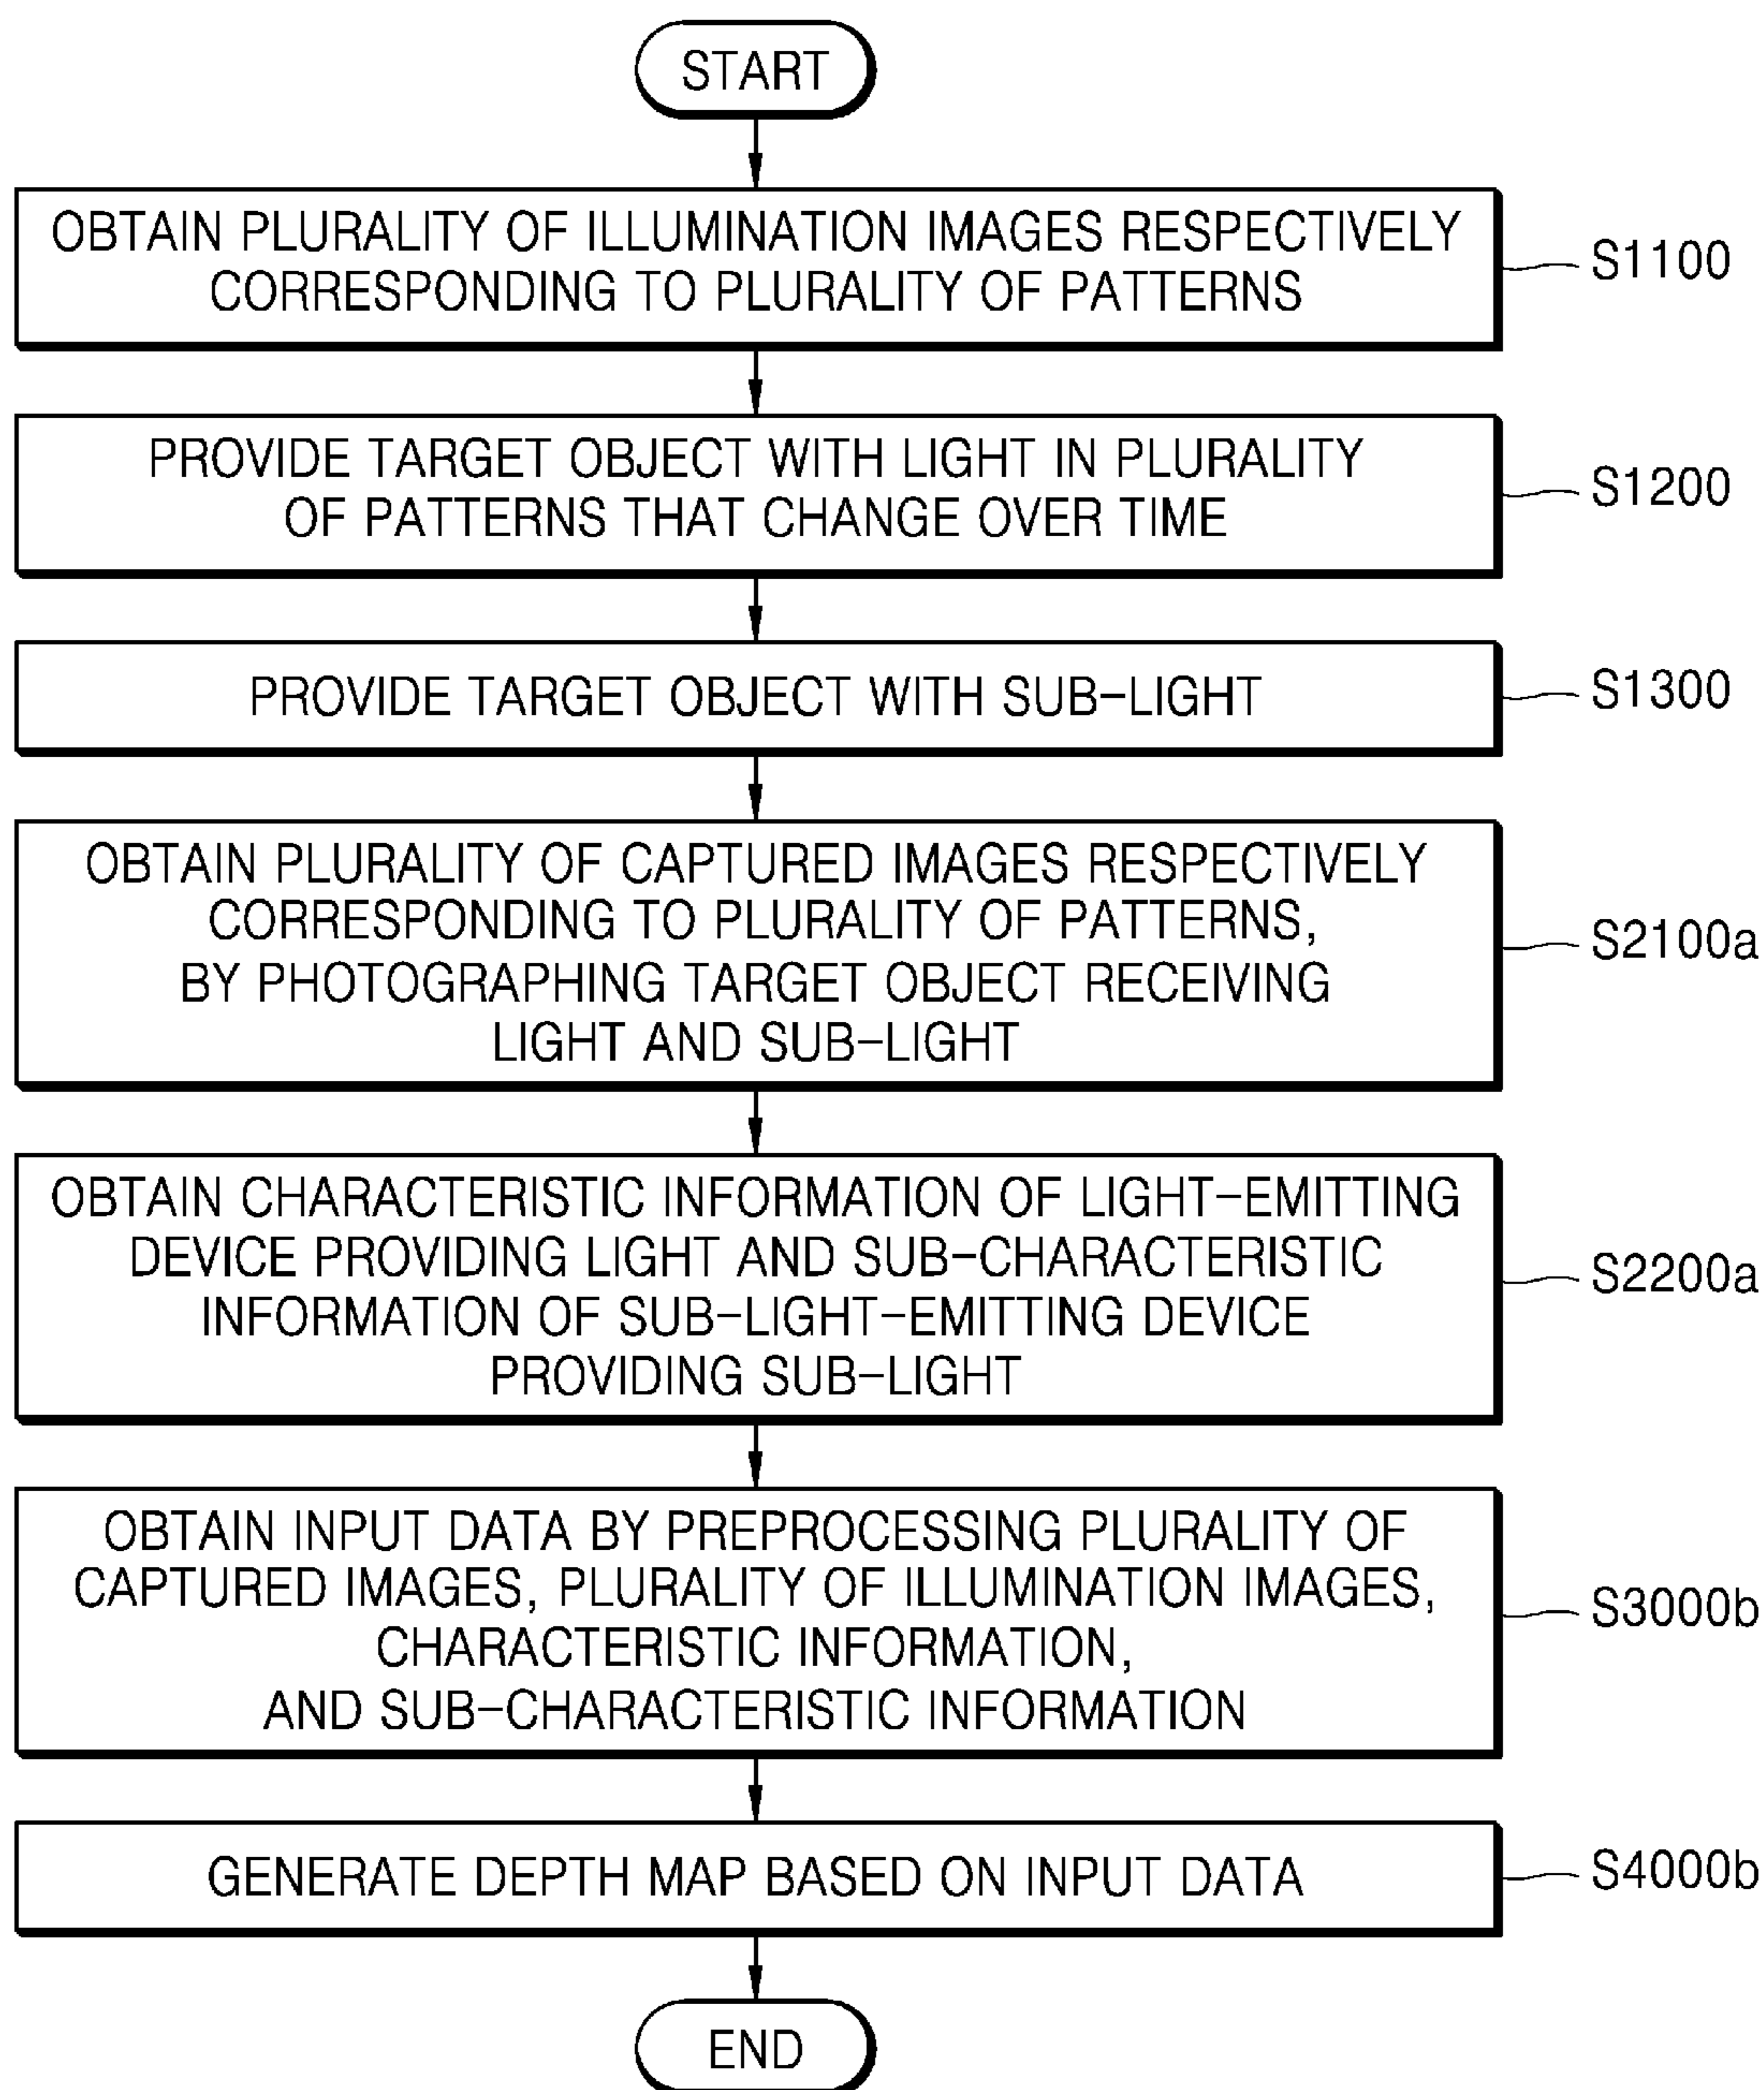 START
OBTAIN PLURALITY OF ILLUMINATION IMAGES RESPECTIVELY
CORRESPONDING TO PLURALITY OF PATTERNS
S1100
PROVIDE TARGET OBJECT WITH LIGHT IN PLURALITY
OF PATTERNS THAT CHANGE OVER TIME
S1200
PROVIDE TARGET OBJECT WITH SUB-LIGHT
S1300
OBTAIN PLURALITY OF CAPTURED IMAGES RESPECTIVELY
CORRESPONDING TO PLURALITY OF PATTERNS,
BY PHOTOGRAPHING TARGET OBJECT RECEIVING
LIGHT AND SUB-LIGHT
S2100a
OBTAIN CHARACTERISTIC INFORMATION OF LIGHT-EMITTING
DEVICE PROVIDING LIGHT AND SUB-CHARACTERISTIC
INFORMATION OF SUB-LIGHT-EMITTING DEVICE
PROVIDING SUB-LIGHT
S2200a
OBTAIN INPUT DATA BY PREPROCESSING PLURALITY OF
CAPTURED IMAGES, PLURALITY OF ILLUMINATION IMAGES,
CHARACTERISTIC INFORMATION,
AND SUB-CHARACTERISTIC INFORMATION
S3000b
GENERATE DEPTH MAP BASED ON INPUT DATA
S4000b
END